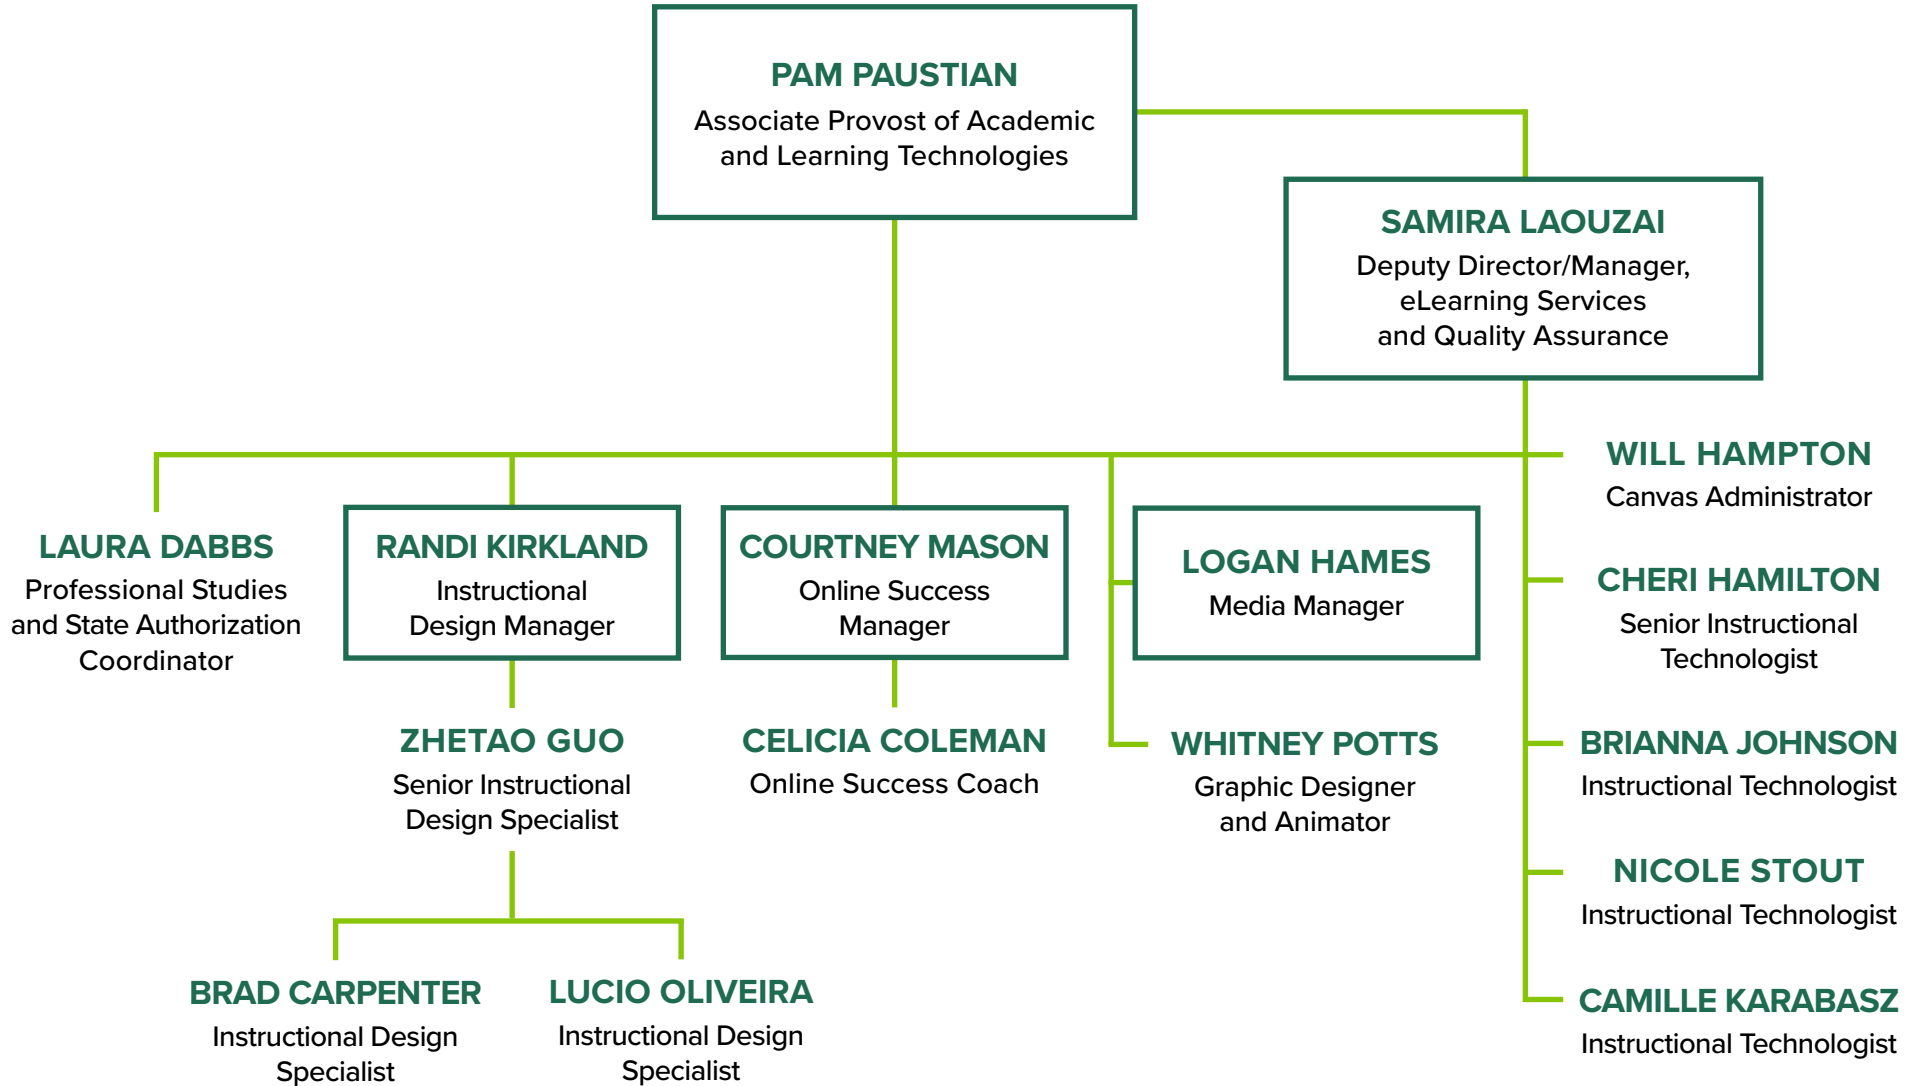 PAM PAUSTIAN
Associate Provost of Academic
and Learning Technologies
SAMIRA LAOUZAI
Deputy Director/Manager,
eLearning Services
and Quality Assurance
LAURA DABBS
Professional Studies
and State Authorization
Coordinator
RANDI KIRKLAND
Instructional
Design Manager
COURTNEY MASON
Online Success
Manager
LOGAN HAMES
Media Manager
WILL HAMPTON
Canvas Administrator
CHERI HAMILTON
Senior Instructional
Technologist
ZHETAO GUO
Senior Instructional
Design Specialist
CELICIA COLEMAN
Online Success Coach
WHITNEY POTTS
Graphic Designer
and Animator
BRIANNA JOHNSON
Instructional Technologist
NICOLE STOUT
Instructional Technologist
BRAD CARPENTER
Instructional Design
Specialist
LUCIO OLIVEIRA
Instructional Design
Specialist
CAMILLE KARABASZ
Instructional Technologist